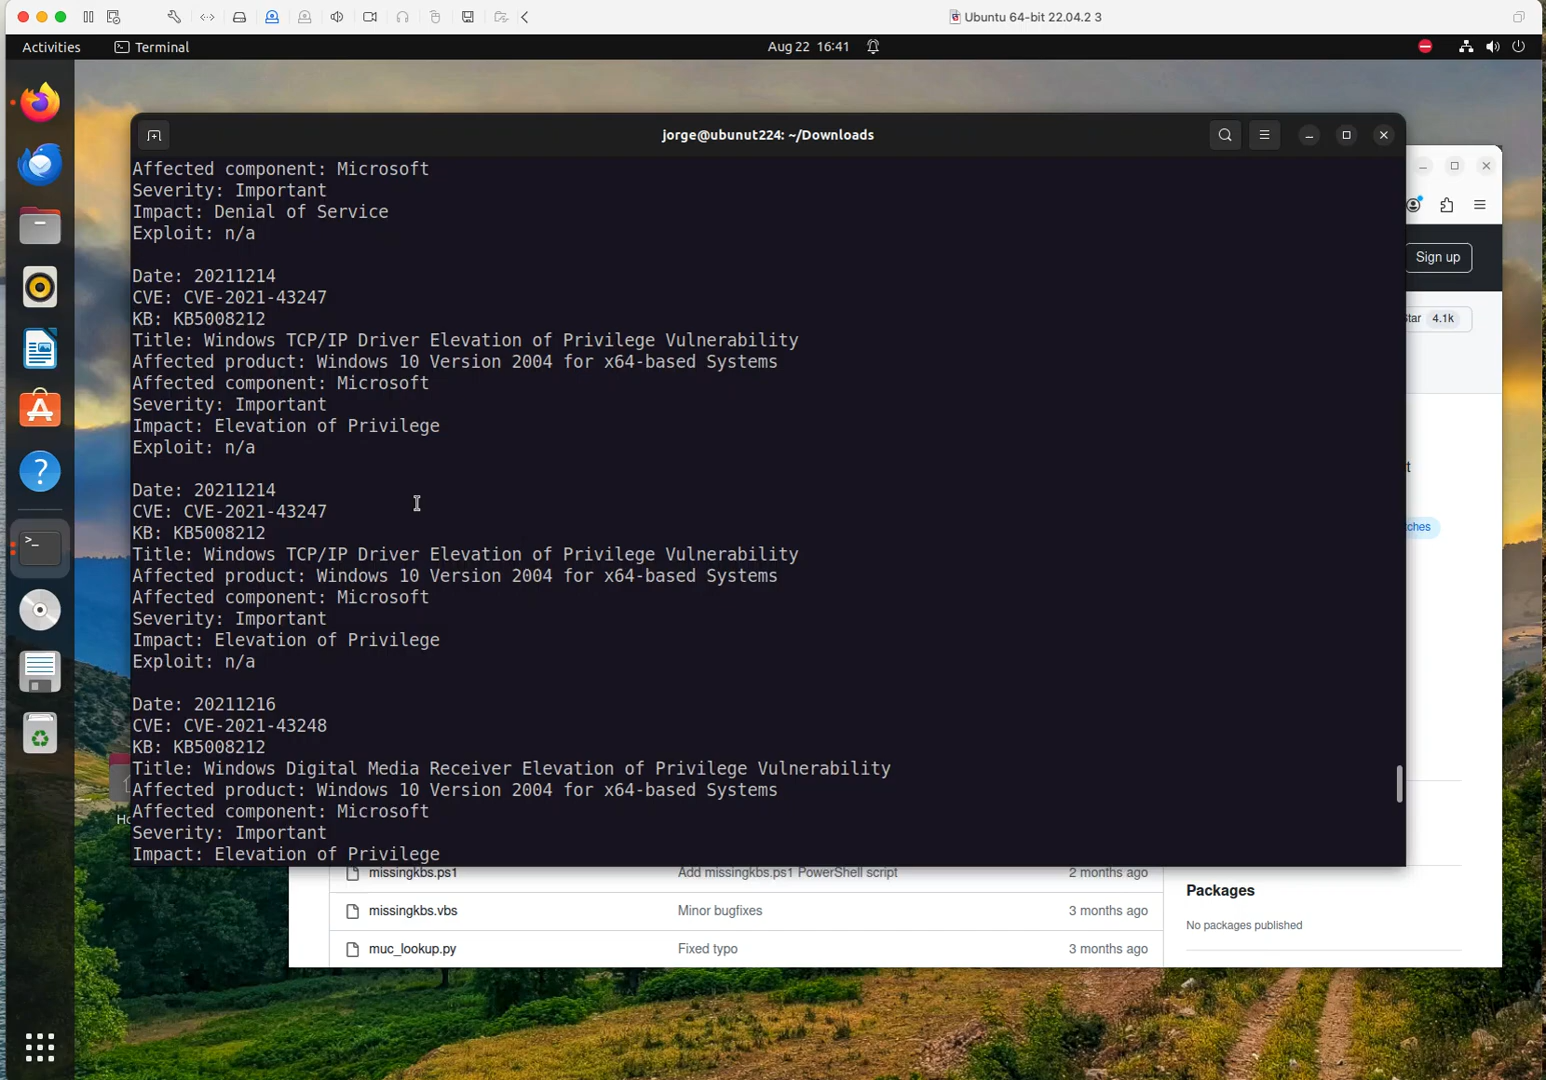 Ubuntu 64-bit 22.04.2 3
Activities
Terminal
Aug 22 16:41
jorge@ubunut224: ~/Downloads
Affected component: Microsoft
Severity: Important
Impact: Denial of Service
Exploit: n/a
Date: 20211214
CVE: CVE-2021-43247
KB: KB5008212
Title: Windows TCP/IP Driver Elevation of Privilege Vulnerability
Affected product: Windows 10 Version 2004 for x64-based Systems
Affected component: Microsoft
Severity: Important
Impact: Elevation of Privilege
Exploit: n/a
Date: 20211214
CVE: CVE-2021-43247
KB: KB5008212
Title: Windows TCP/IP Driver Elevation of Privilege Vulnerability
Affected product: Windows 10 Version 2004 for x64-based Systems
Affected component: Microsoft
Severity: Important
Impact: Elevation of Privilege
Exploit: n/a
Date: 20211216
CVE: CVE-2021-43248
KB: KB5008212
Title: Windows Digital Media Receiver Elevation of Privilege Vulnerability
Affected product: Windows 10 Version 2004 for x64-based Systems
Affected component: Microsoft
Severity: Important
Impact: Elevation of Privilege
Sign up
4.1k
missingkbs.ps1 Add missingkbs.ps1 PowerShell script 2 months ago
missingkbs.vbs Minor bugfixes 3 months ago
muc_lookup.py Fixed typo 3 months ago
Packages
No packages published